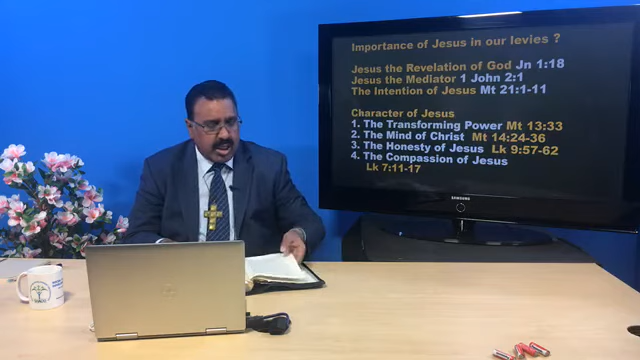 Importance of Jesus in our levies ?
Jesus the Revelation of God Jn 1:18
Jesus the Mediator 1 John 2:1
The Intention of Jesus Mt 21:1-11
Character of Jesus
1. The Transforming Power Mt 13:33
2. The Mind of Christ Mt 14:24-36
3. The Honesty of Jesus Lk 9:57-62
4. The Compassion of Jesus
Lk 7:11-17
SAMSUNG
hp